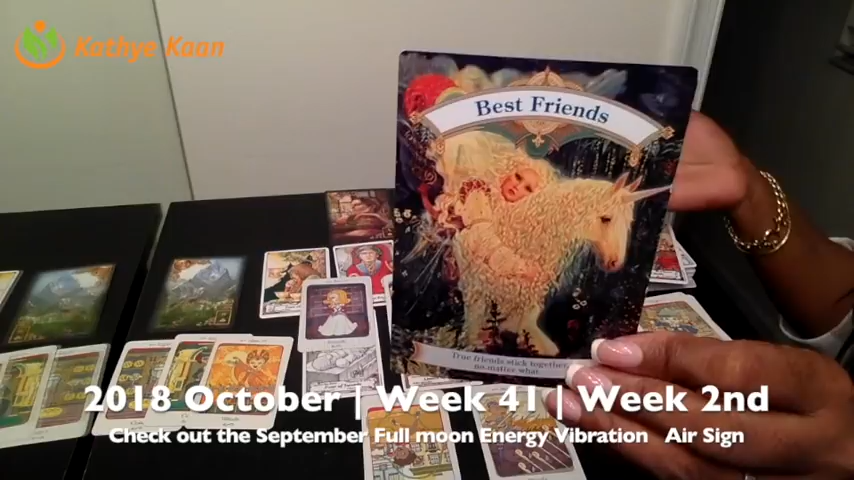 Kathye Kaan
Best Friends
True friends stick together
no matter what.
2018 October | Week 41 | Week 2nd
Check out the September Full moon Energy Vibration Air Sign